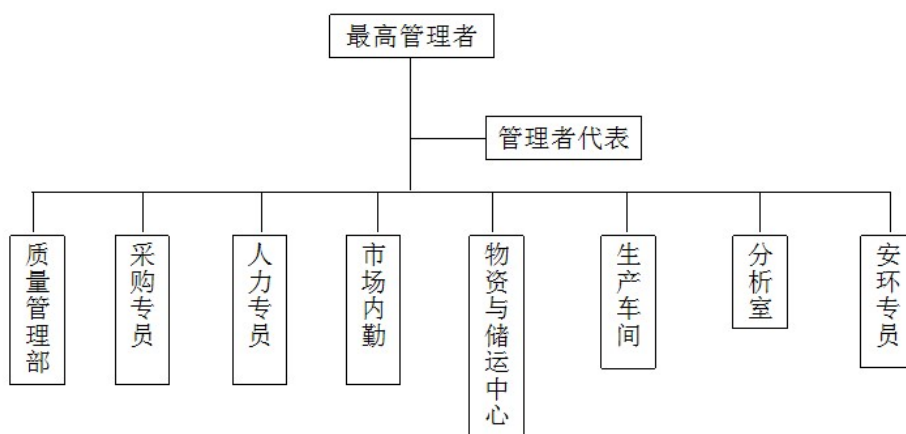 最高管理者
管理者代表
质量管理部
采购专员
人力专员
市场内勤
物资与储运中心
生产车间
分析室
安环专员